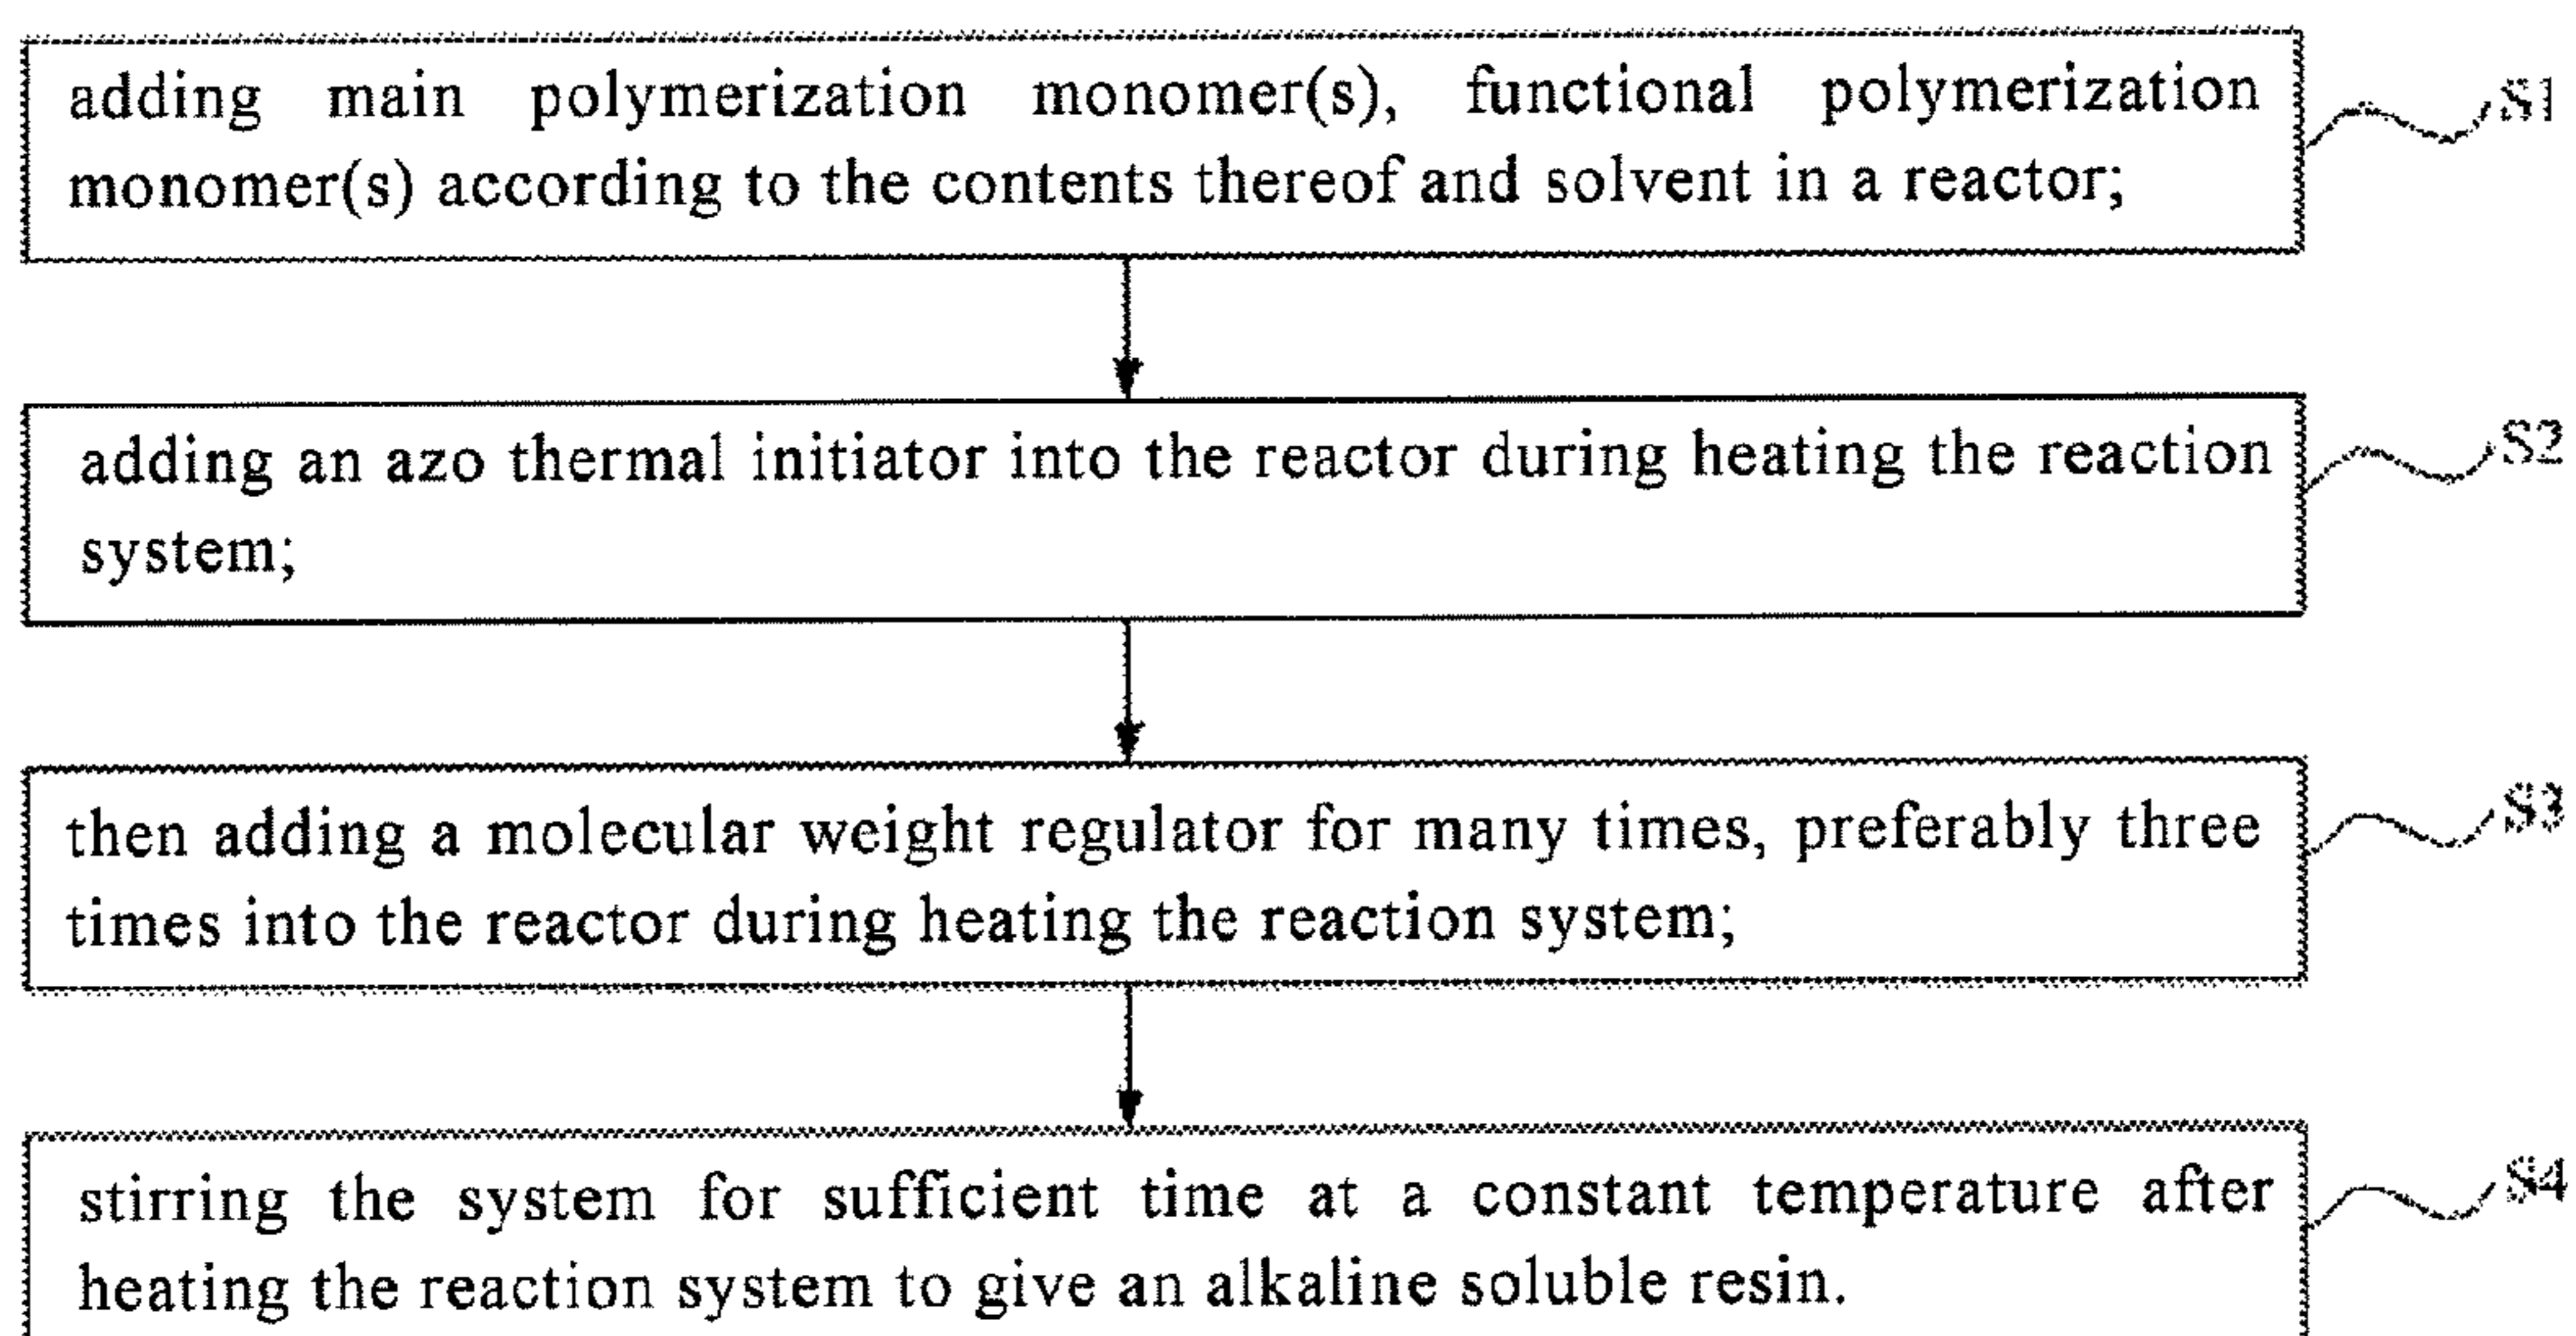 adding main polymerization monomer(s), functional polymerization S1
monomer(s) according to the contents thereof and solvent in a reactor;
adding an azo thermal initiator into the reactor during heating the reaction S2
system;
then adding a molecular weight regulator for many times, preferably three S3
times into the reactor during heating the reaction system;
stirring the system for sufficient time at a constant temperature after S4
heating the reaction system to give an alkaline soluble resin.